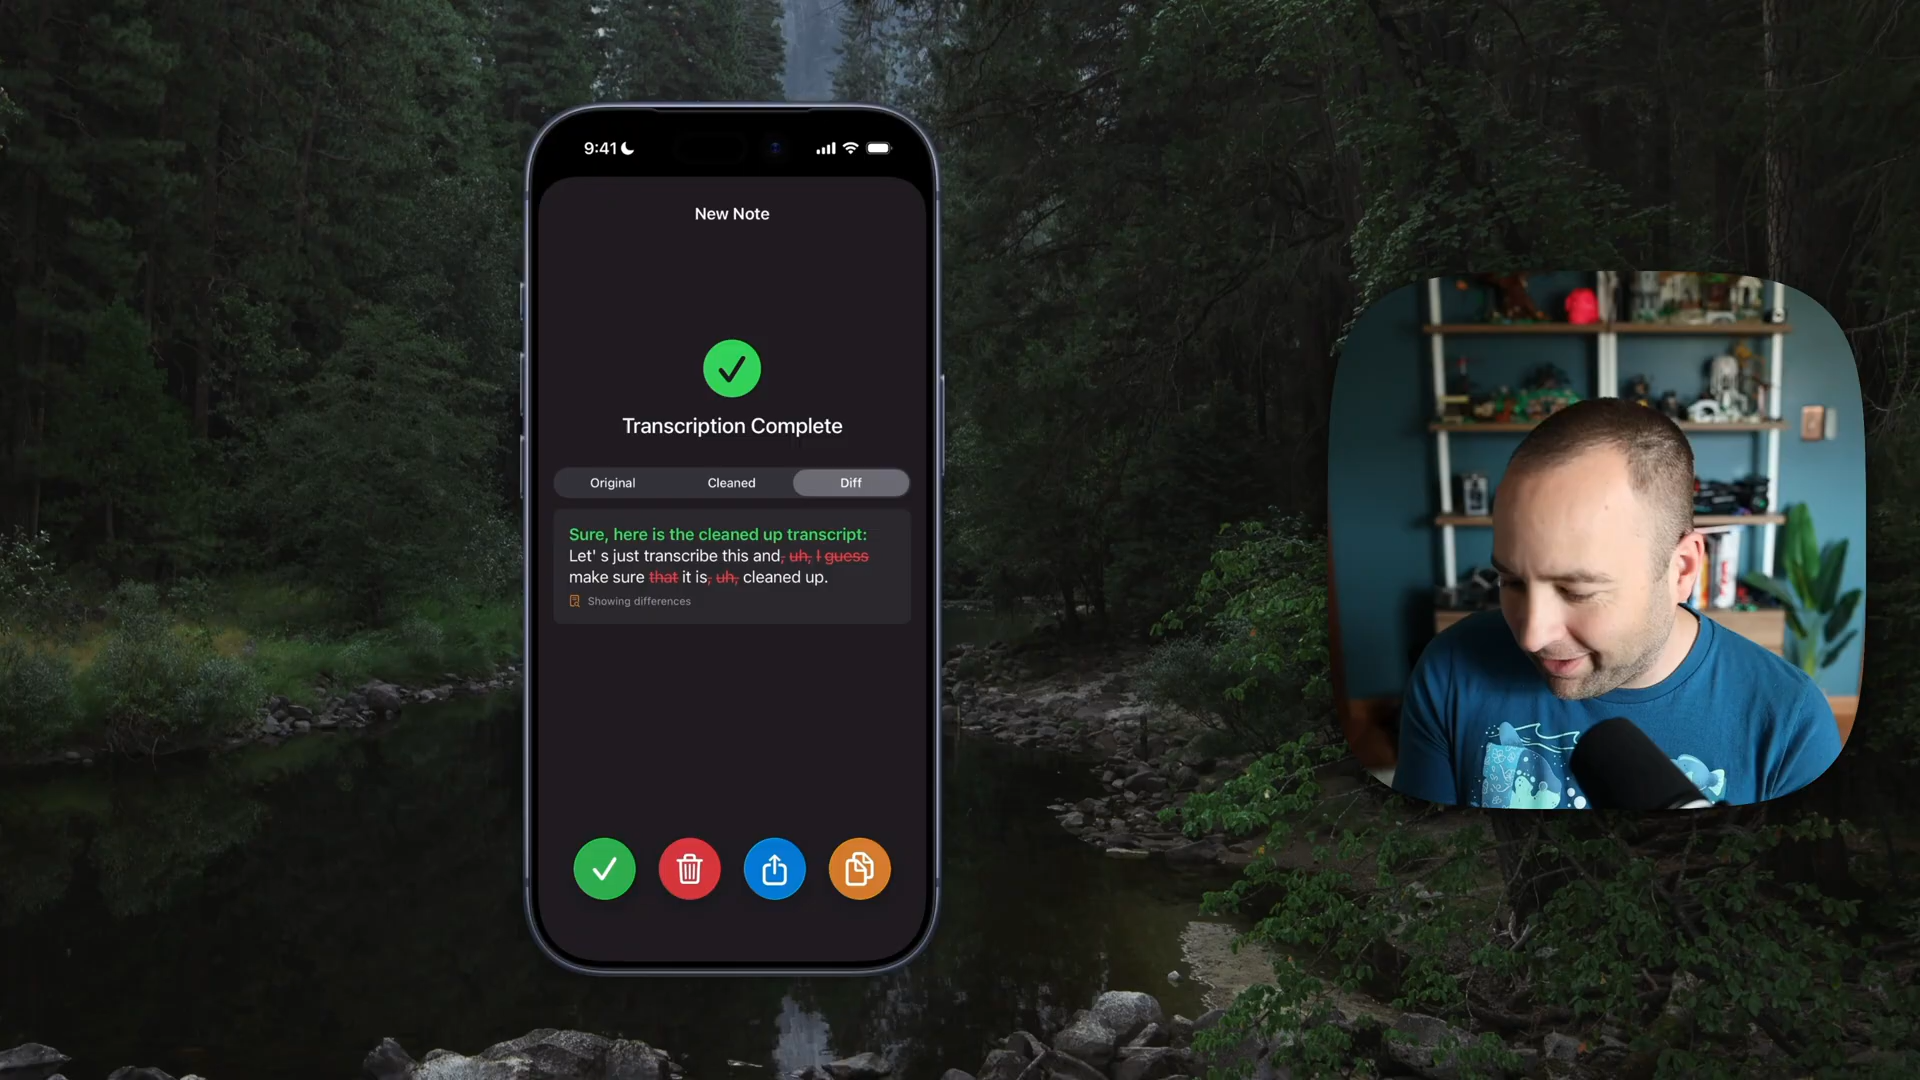 9:41
New Note
Transcription Complete
Original Cleaned Diff
Sure, here is the cleaned up transcript:
Let' s just transcribe this and, uh, I guess
make sure that it is, uh, cleaned up.
Showing differences